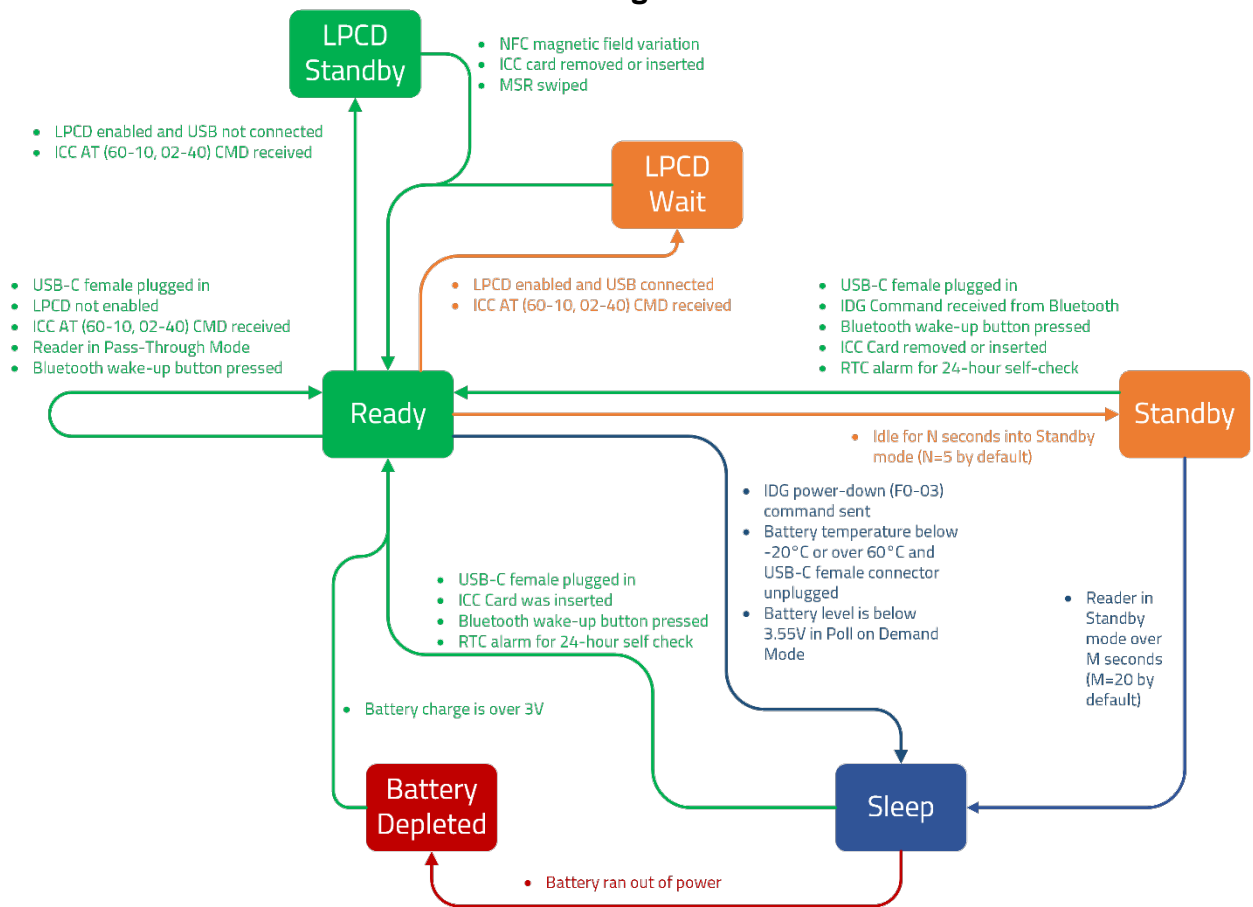 LPCD
Standby
• NFC magnetic field variation
• ICC card removed or inserted
• MSR swiped
• LPCD enabled and USB not connected
• ICC AT (60-10, 02-40) CMD received
LPCD
Wait
• USB-C female plugged in
• LPCD not enabled
• ICC AT (60-10, 02-40) CMD received
• Reader in Pass-Through Mode
• Bluetooth wake-up button pressed
• LPCD enabled and USB connected
• ICC AT (60-10, 02-40) CMD received
• USB-C female plugged in
• IDG Command received from Bluetooth
• Bluetooth wake-up button pressed
• ICC Card removed or inserted
• RTC alarm for 24-hour self-check
Ready
Standby
• Idle for N seconds into Standby
mode (N=5 by default)
• IDG power-down (F0-03)
command sent
• Battery temperature below
-20°C or over 60°C and
USB-C female connector
unplugged
• Battery level is below
3.55V in Poll on Demand
Mode
• USB-C female plugged in
• ICC Card was inserted
• Bluetooth wake-up button pressed
• RTC alarm for 24-hour self check
• Reader in
Standby
mode over
M seconds
(M=20 by
default)
• Battery charge is over 3V
Battery
Depleted
Sleep
• Battery ran out of power